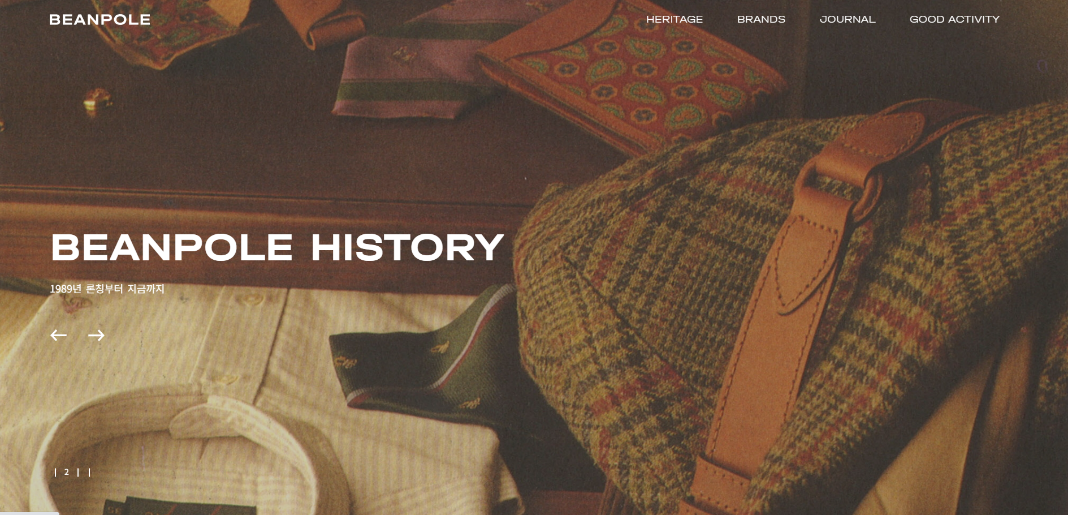 BEANPOLE
HERITAGE BRANDS JOURNAL GOOD ACTIVITY
BEANPOLE HISTORY
1989년 론칭부터 지금까지
2